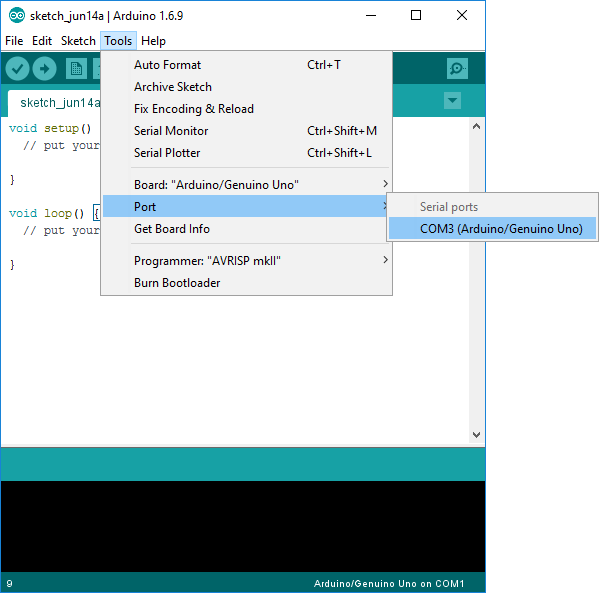 sketch_jun14a | Arduino 1.6.9
File Edit Sketch Tools Help
sketch_jun14a
void setup()
// put your
}
void loop() {
// put your
}
Auto Format Ctrl+T
Archive Sketch
Fix Encoding & Reload
Serial Monitor Ctrl+Shift+M
Serial Plotter Ctrl+Shift+L
Board: "Arduino/Genuino Uno"
Port
Get Board Info
Programmer: "AVRISP mkII"
Burn Bootloader
Serial ports
COM3 (Arduino/Genuino Uno)
9 Arduino/Genuino Uno on COM1